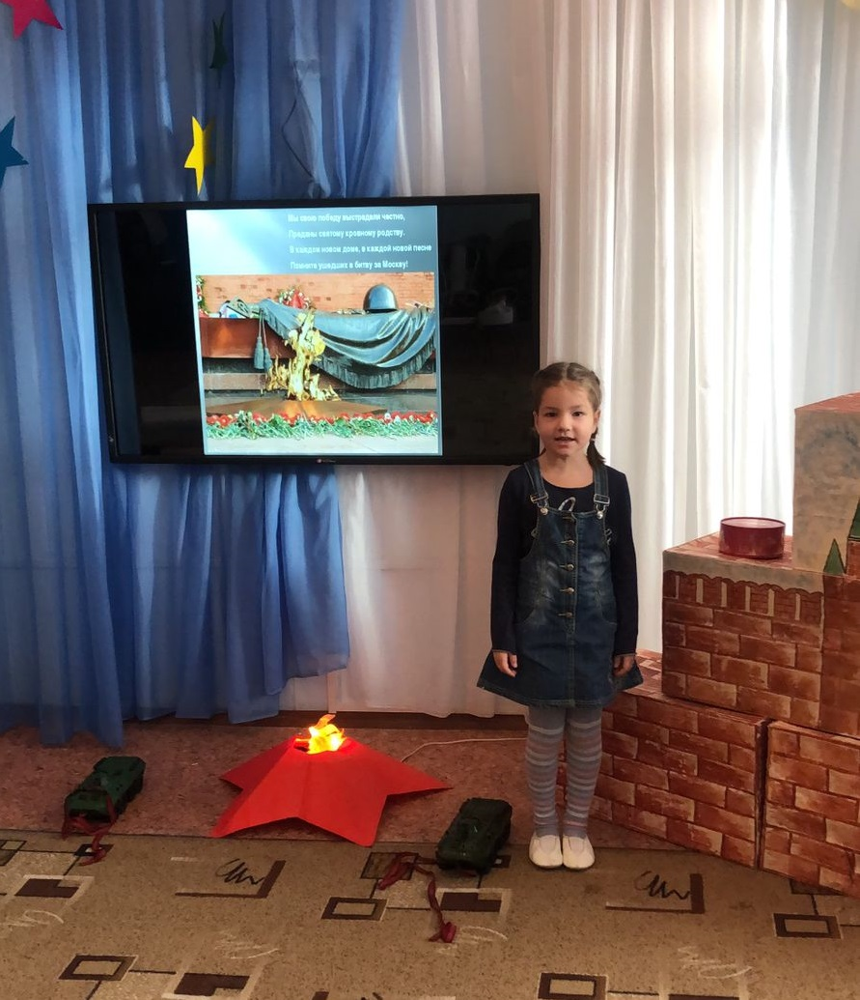 Мы свою победу выстрадали честно,
Преданы святому кровному родству.
В каждом новом доме, в каждой новой песне
Помните ушедших в битву за Москву!